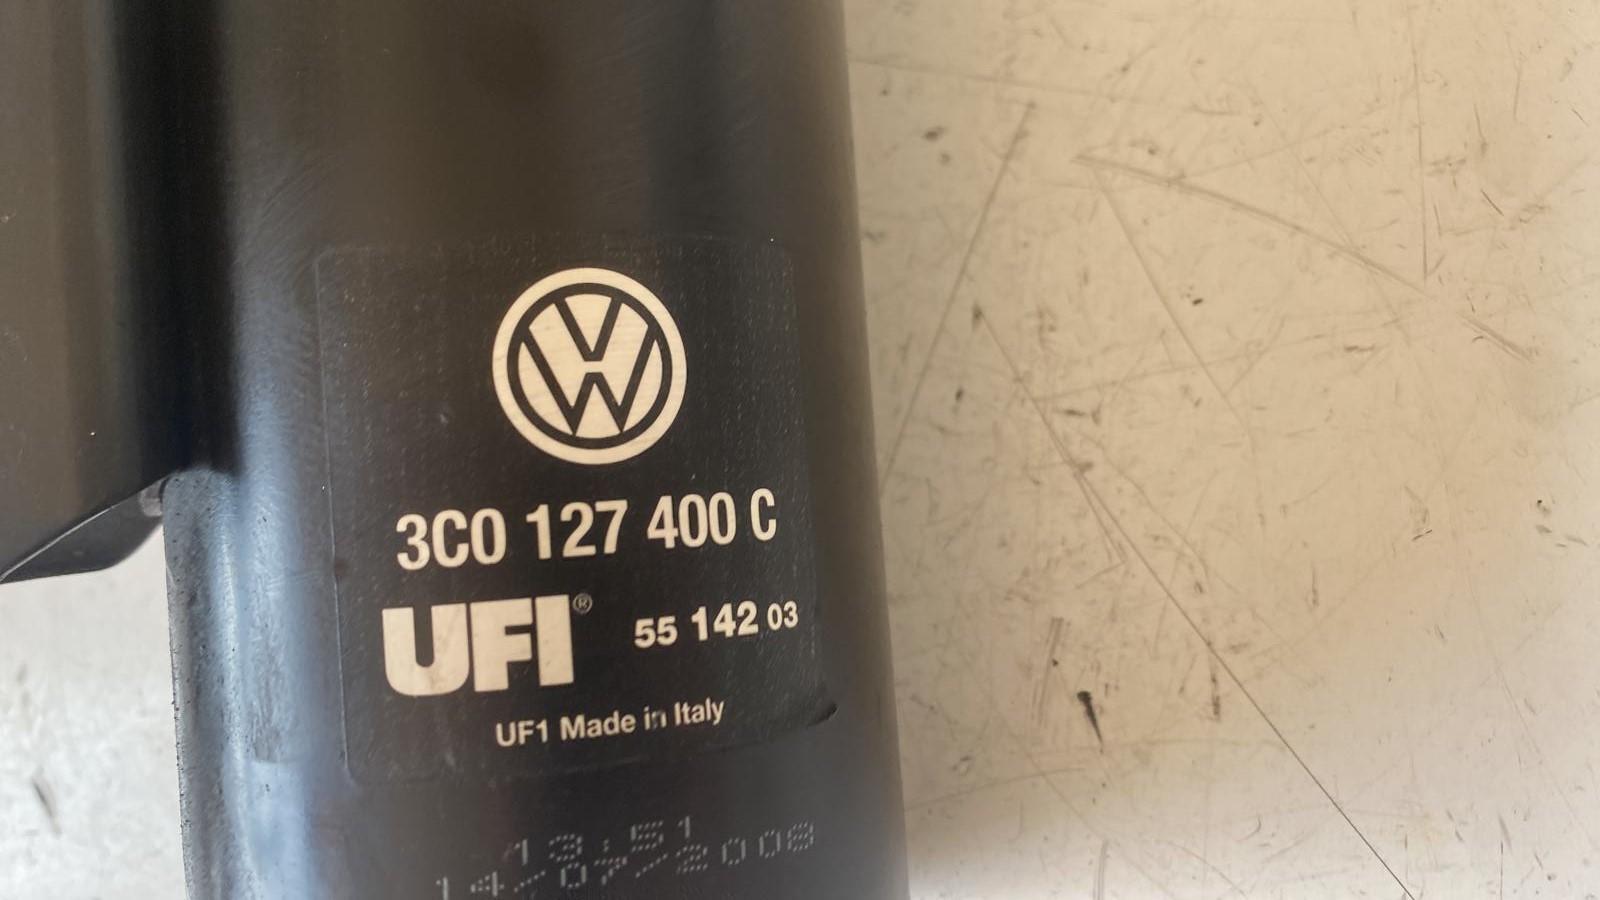 3C0 127 400 C
UFI® 55 142 03
UF1 Made in Italy
13:51
14-07-2008